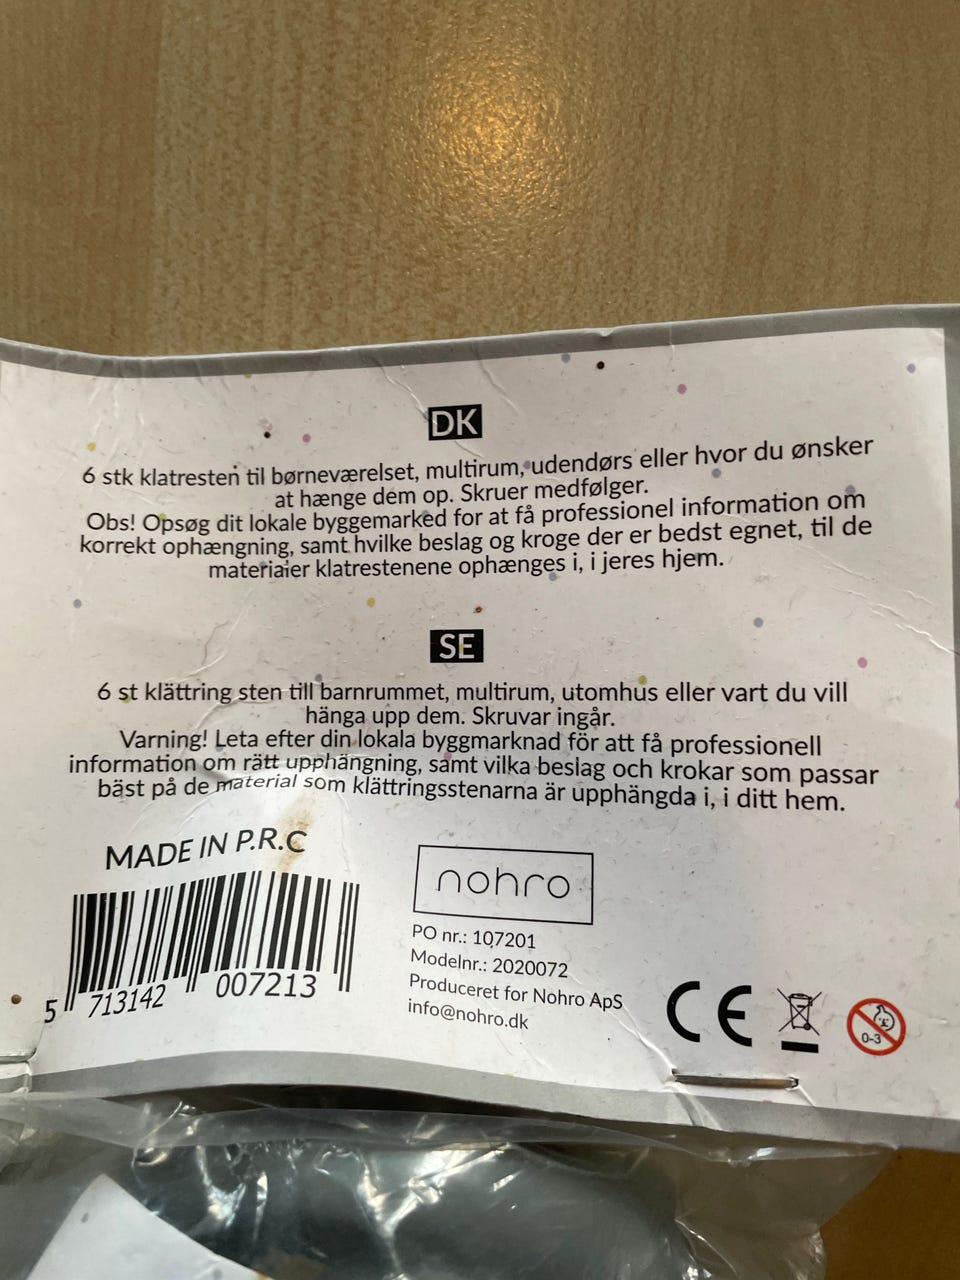 DK
6 stk klatresten til børneværelset, multirum, udendørs eller hvor du ønsker
at hænge dem op. Skruer medfølger.
Obs! Opsøg dit lokale byggemarked for at få professionel information om
korrekt ophængning, samt hvilke beslag og kroge der er bedst egnet, til de
materiaier klatrestenene ophænges i, i jeres hjem.
SE
6 st klättring sten till barnrummet, multirum, utomhus eller vart du vill
hänga upp dem. Skruvar ingår.
Varning! Leta efter din lokala byggmarknad för att få professionell
information om rätt upphängning, samt vilka beslag och krokar som passar
bäst på de material som klättringsstenarna är upphängda i, i ditt hem.
MADE IN P.R.C
5 713142 007213
nohro
PO nr.: 107201
Modelnr.: 2020072
Produceret for Nohro ApS
info@nohro.dk
CE
0-3